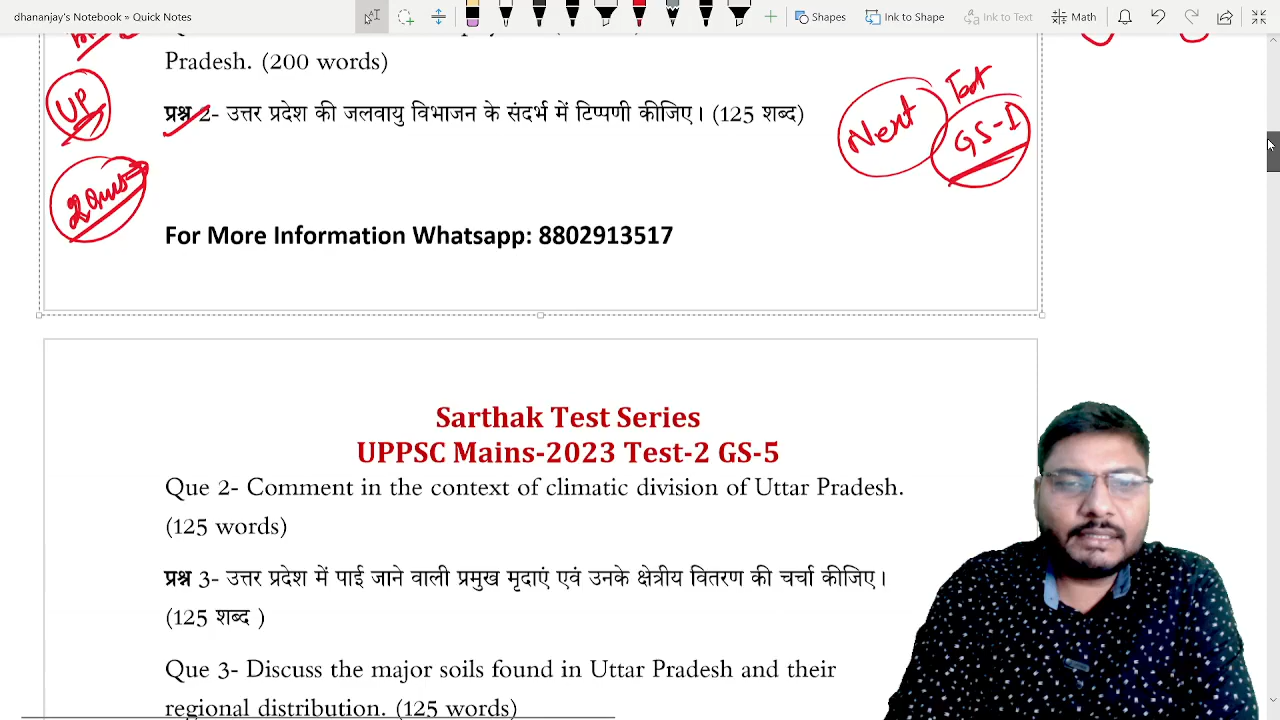 dhananjay's Notebook » Quick Notes
Shapes
Ink to Shape
Ink to Text
Math
Pradesh. (200 words)
UP
प्रश्न 2- उत्तर प्रदेश की जलवायु विभाजन के संदर्भ में टिप्पणी कीजिए। (125 शब्द)
Next
Test
GS-1
For More Information Whatsapp: 8802913517
Sarthak Test Series
UPPSC Mains-2023 Test-2 GS-5
Que 2- Comment in the context of climatic division of Uttar Pradesh.
(125 words)
प्रश्न 3- उत्तर प्रदेश में पाई जाने वाली प्रमुख मृदाएं एवं उनके क्षेत्रीय वितरण की चर्चा कीजिए।
(125 शब्द )
Que 3- Discuss the major soils found in Uttar Pradesh and their
regional distribution. (125 words)